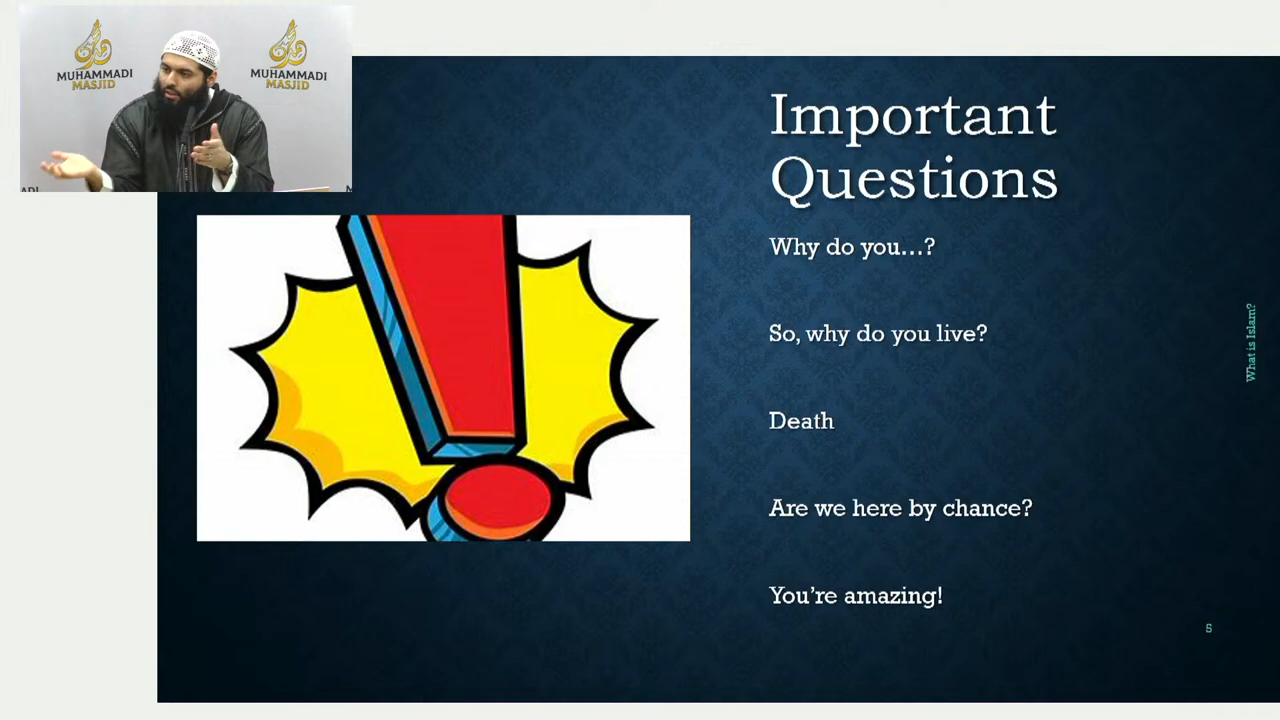 MUHAMMADI
MASJID
MUHAMMADI
MASJID
Important
Questions
Why do you...?
So, why do you live?
Death
Are we here by chance?
You're amazing!
What is Islam?
5